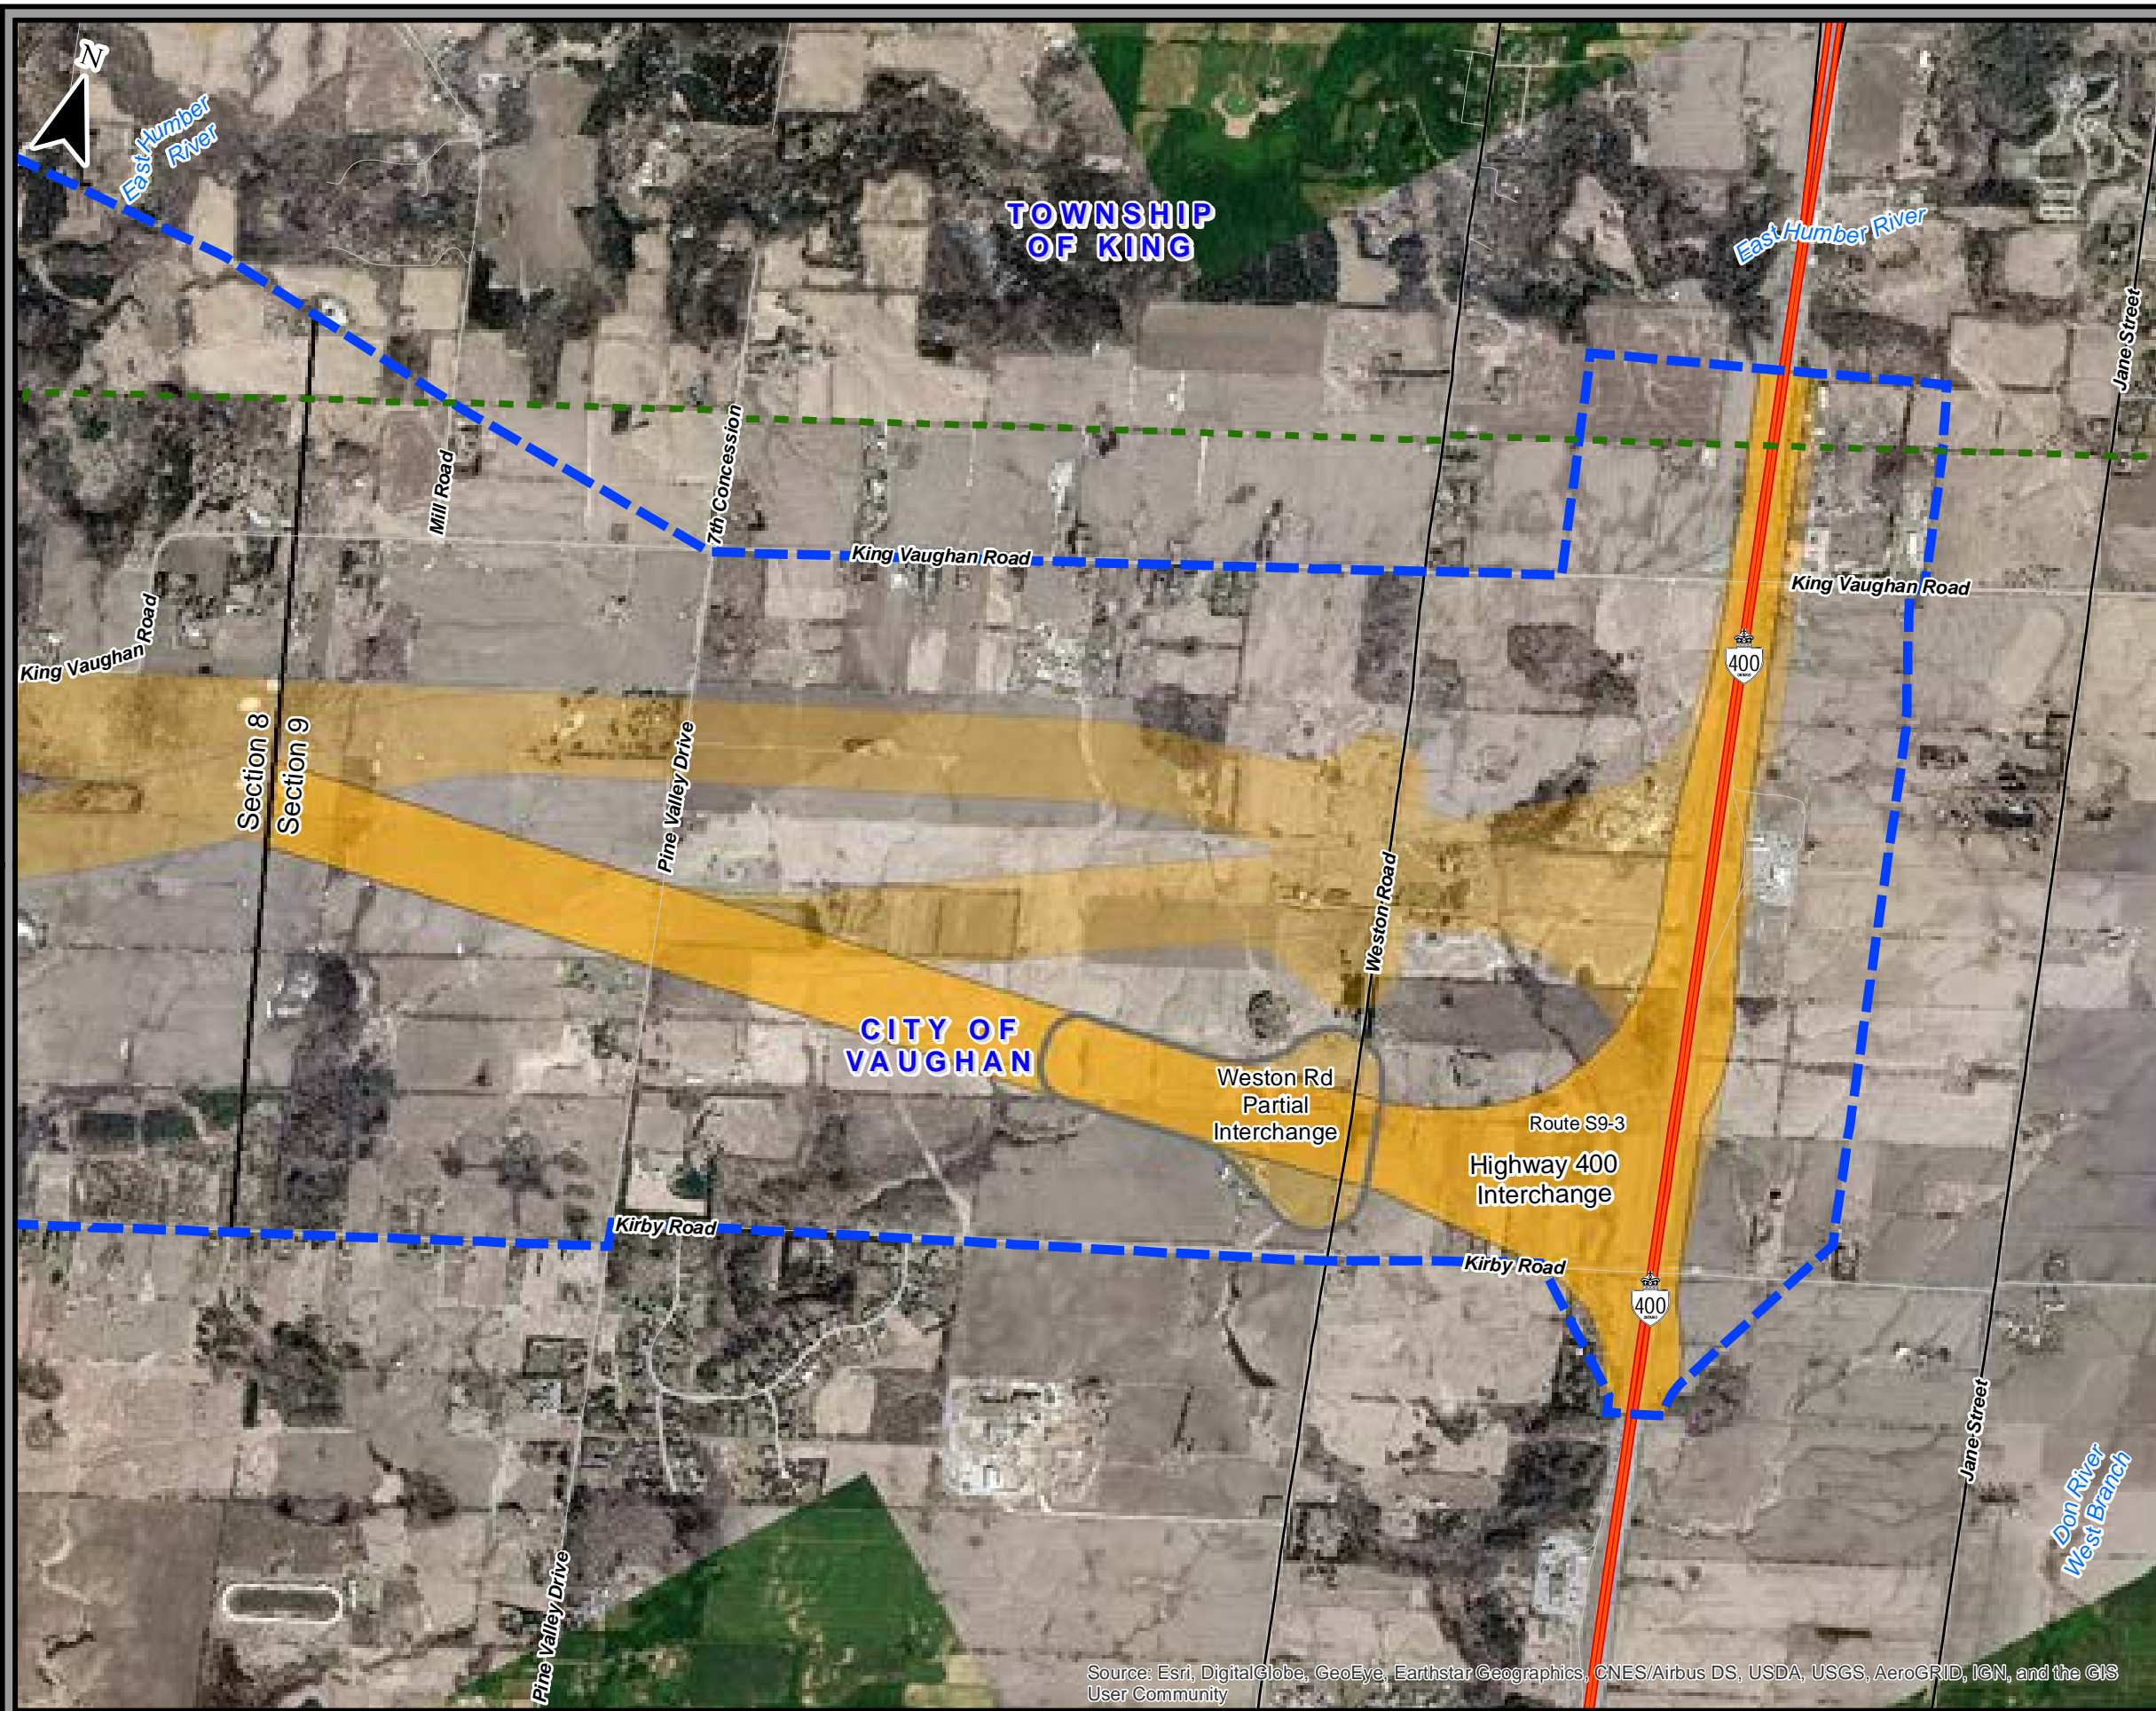 N
East Humber
River
TOWNSHIP
OF KING
East Humber River
Jane Street
Mill Road
7th Concession
King Vaughan Road
King Vaughan Road
King Vaughan Road
400
ONTARIO
Section 8
Section 9
Pine Valley Drive
Weston Road
CITY OF
VAUGHAN
Weston Rd
Partial
Interchange
Route S9-3
Highway 400
Interchange
Kirby Road
Kirby Road
400
ONTARIO
Jane Street
Don River
West Branch
Pine Valley Drive
Source: Esri, DigitalGlobe, GeoEye, Earthstar Geographics, CNES/Airbus DS, USDA, USGS, AeroGRID, IGN, and the GIS
User Community